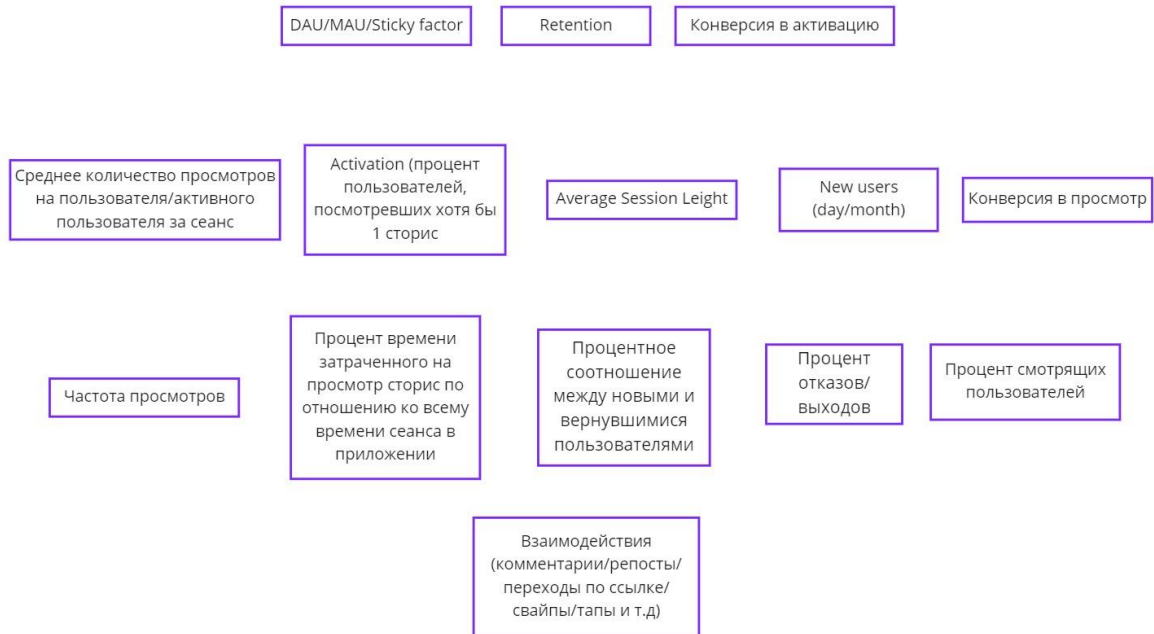 DAU/MAU/Sticky factor
Retention
Конверсия в активацию
Среднее количество просмотров
на пользователя/активного
пользователя за сеанс
Activation (процент
пользователей,
посмотревших хотя бы
1 сторис
Average Session Leight
New users
(day/month)
Конверсия в просмотр
Частота просмотров
Процент времени
затраченного на
просмотр сторис по
отношению ко всему
времени сеанса в
приложении
Процентное
соотношение
между новыми и
вернувшимися
пользователями
Процент
отказов/
выходов
Процент смотрящих
пользователей
Взаимодействия
(комментарии/репосты/
переходы по ссылке/
свайпы/тапы и т.д)